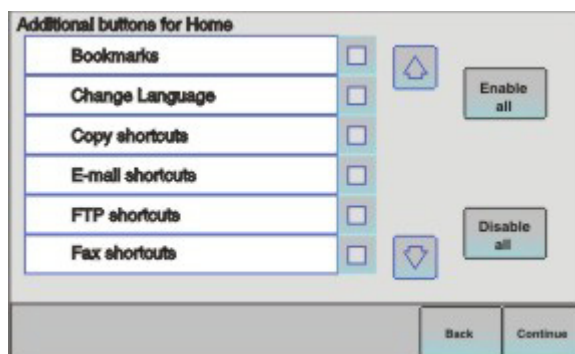 Additional buttons for Home
Bookmarks
Change Language
Copy shortcuts
E-mail shortcuts
FTP shortcuts
Fax shortcuts
Enable
all
Disable
all
Back
Continue